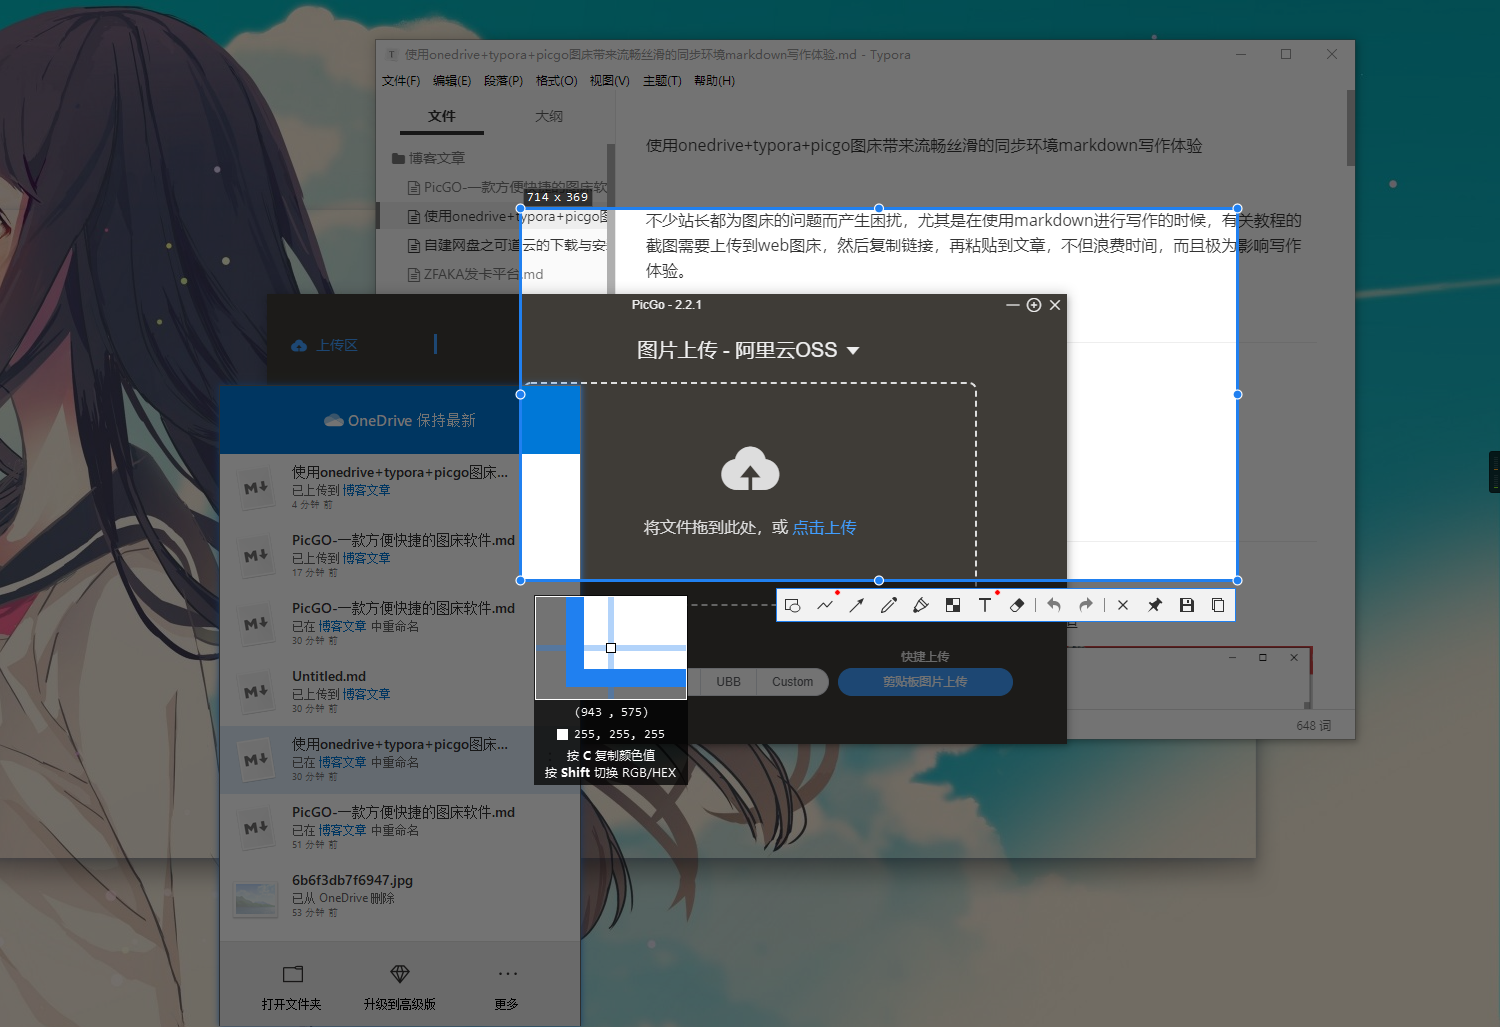 使用onedrive+typora+picgo图床带来流畅丝滑的同步环境markdown写作体验.md - Typora
文件(F) 编辑(E) 段落(P) 格式(O) 视图(V) 主题(T) 帮助(H)
文件 大纲
博客文章
PicGO-一款方便快捷的图床软
使用onedrive+typora+picgo图
自建网盘之可道云的下载与安
ZFAKA发卡平台.md
使用onedrive+typora+picgo图床带来流畅丝滑的同步环境markdown写作体验
714 x 369
不少站长都为图床的问题而产生困扰，尤其是在使用markdown进行写作的时候，有关教程的
截图需要上传到web图床，然后复制链接，再粘贴到文章，不但浪费时间，而且极为影响写作
体验。
PicGo - 2.2.1
上传区
图片上传 - 阿里云OSS
将文件拖到此处，或 点击上传
快捷上传
UBB Custom 剪贴板图片上传
648 词
OneDrive 保持最新
使用onedrive+typora+picgo图床...
已上传到 博客文章
4 分钟 前
PicGO-一款方便快捷的图床软件.md
已上传到 博客文章
17 分钟 前
PicGO-一款方便快捷的图床软件.md
已在 博客文章 中重命名
30 分钟 前
Untitled.md
已上传到 博客文章
30 分钟 前
使用onedrive+typora+picgo图床...
已在 博客文章 中重命名
30 分钟 前
PicGO-一款方便快捷的图床软件.md
已在 博客文章 中重命名
51 分钟 前
6b6f3db7f6947.jpg
已从 OneDrive 删除
53 分钟 前
打开文件夹 升级到高级版 更多
(943 , 575)
255, 255, 255
按 C 复制颜色值
按 Shift 切换 RGB/HEX